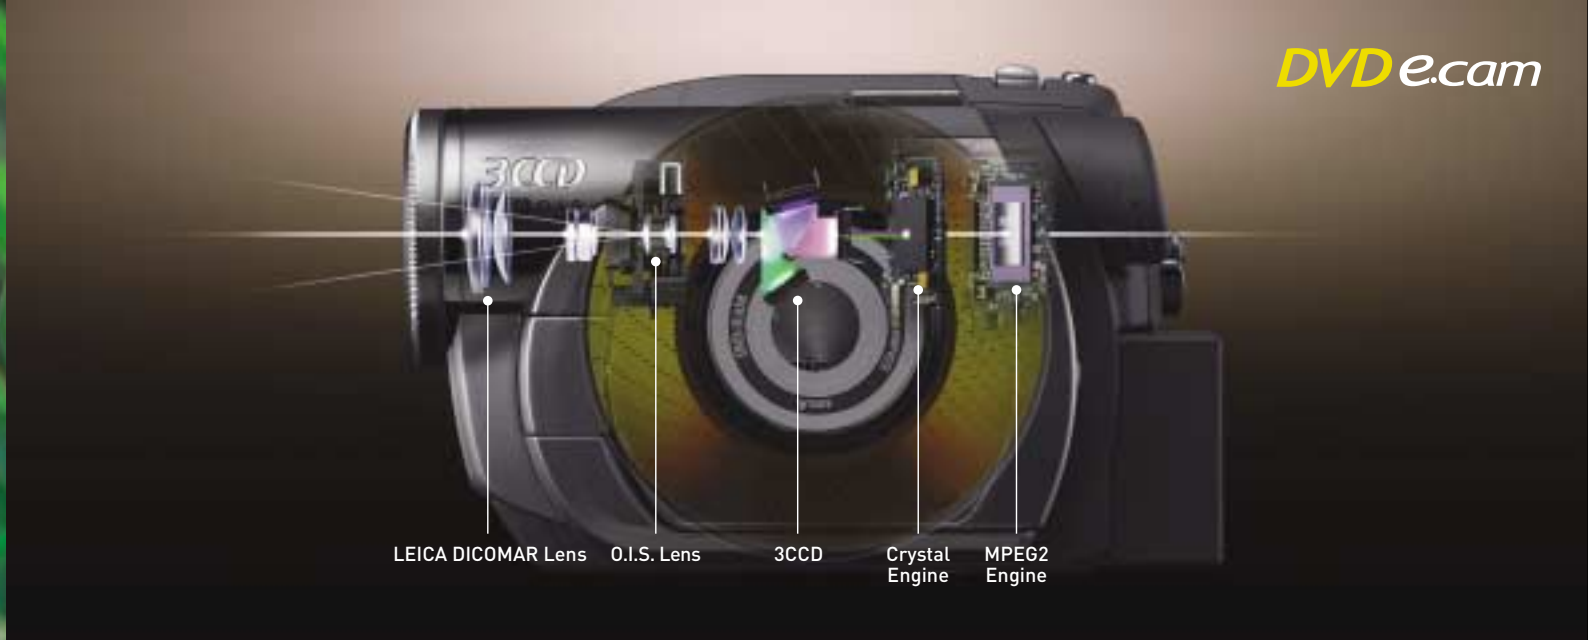 DVD e.cam
3CCD
LEICA DICOMAR Lens
O.I.S. Lens
3CCD
Crystal
Engine
MPEG2
Engine